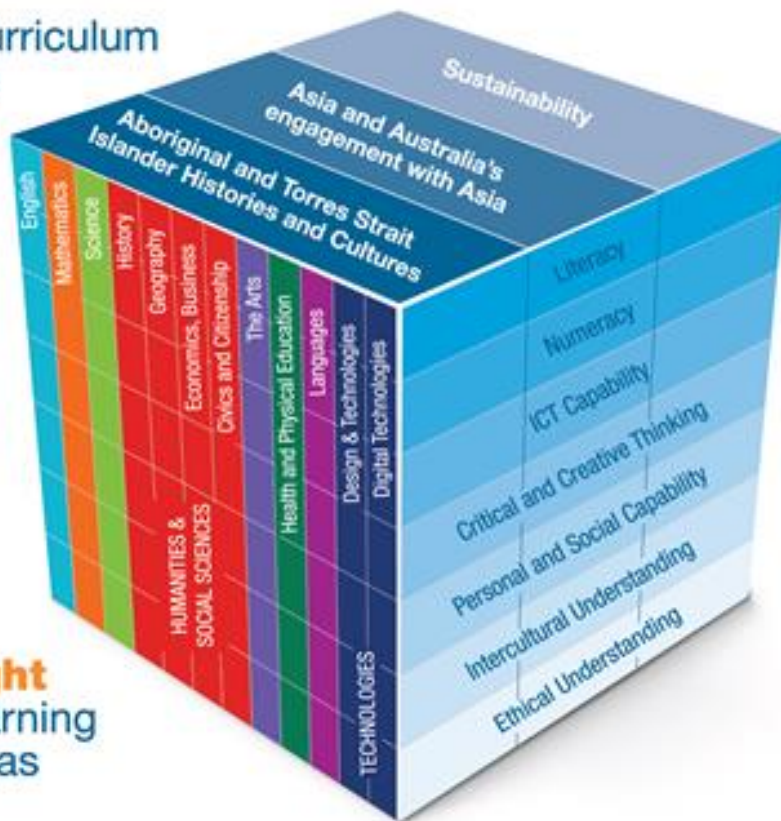 urriculum
Sustainability
Asia and Australia's
engagement with Asia
Aboriginal and Torres Strait
Islander Histories and Cultures
English
Mathematics
Science
History
Geography
Economics, Business
Civics and Citizenship
HUMANITIES &
SOCIAL SCIENCES
The Arts
Health and Physical Education
Languages
Design & Technologies
Digital Technologies
TECHNOLOGIES
Literacy
Numeracy
ICT Capability
Critical and Creative Thinking
Personal and Social Capability
Intercultural Understanding
Ethical Understanding
ght
arning
as